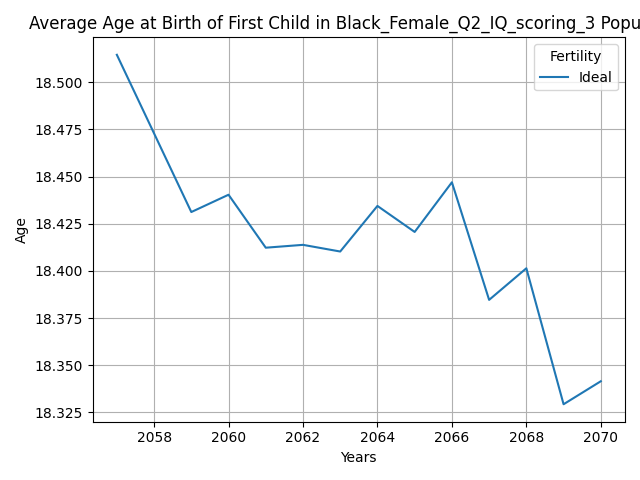 Average Age at Birth of First Child in Black_Female_Q2_IQ_scoring_3 Popu
Fertility
Ideal
18.500
18.475
18.450
18.425
18.400
18.375
18.350
18.325
Age
2058 2060 2062 2064 2066 2068 2070
Years